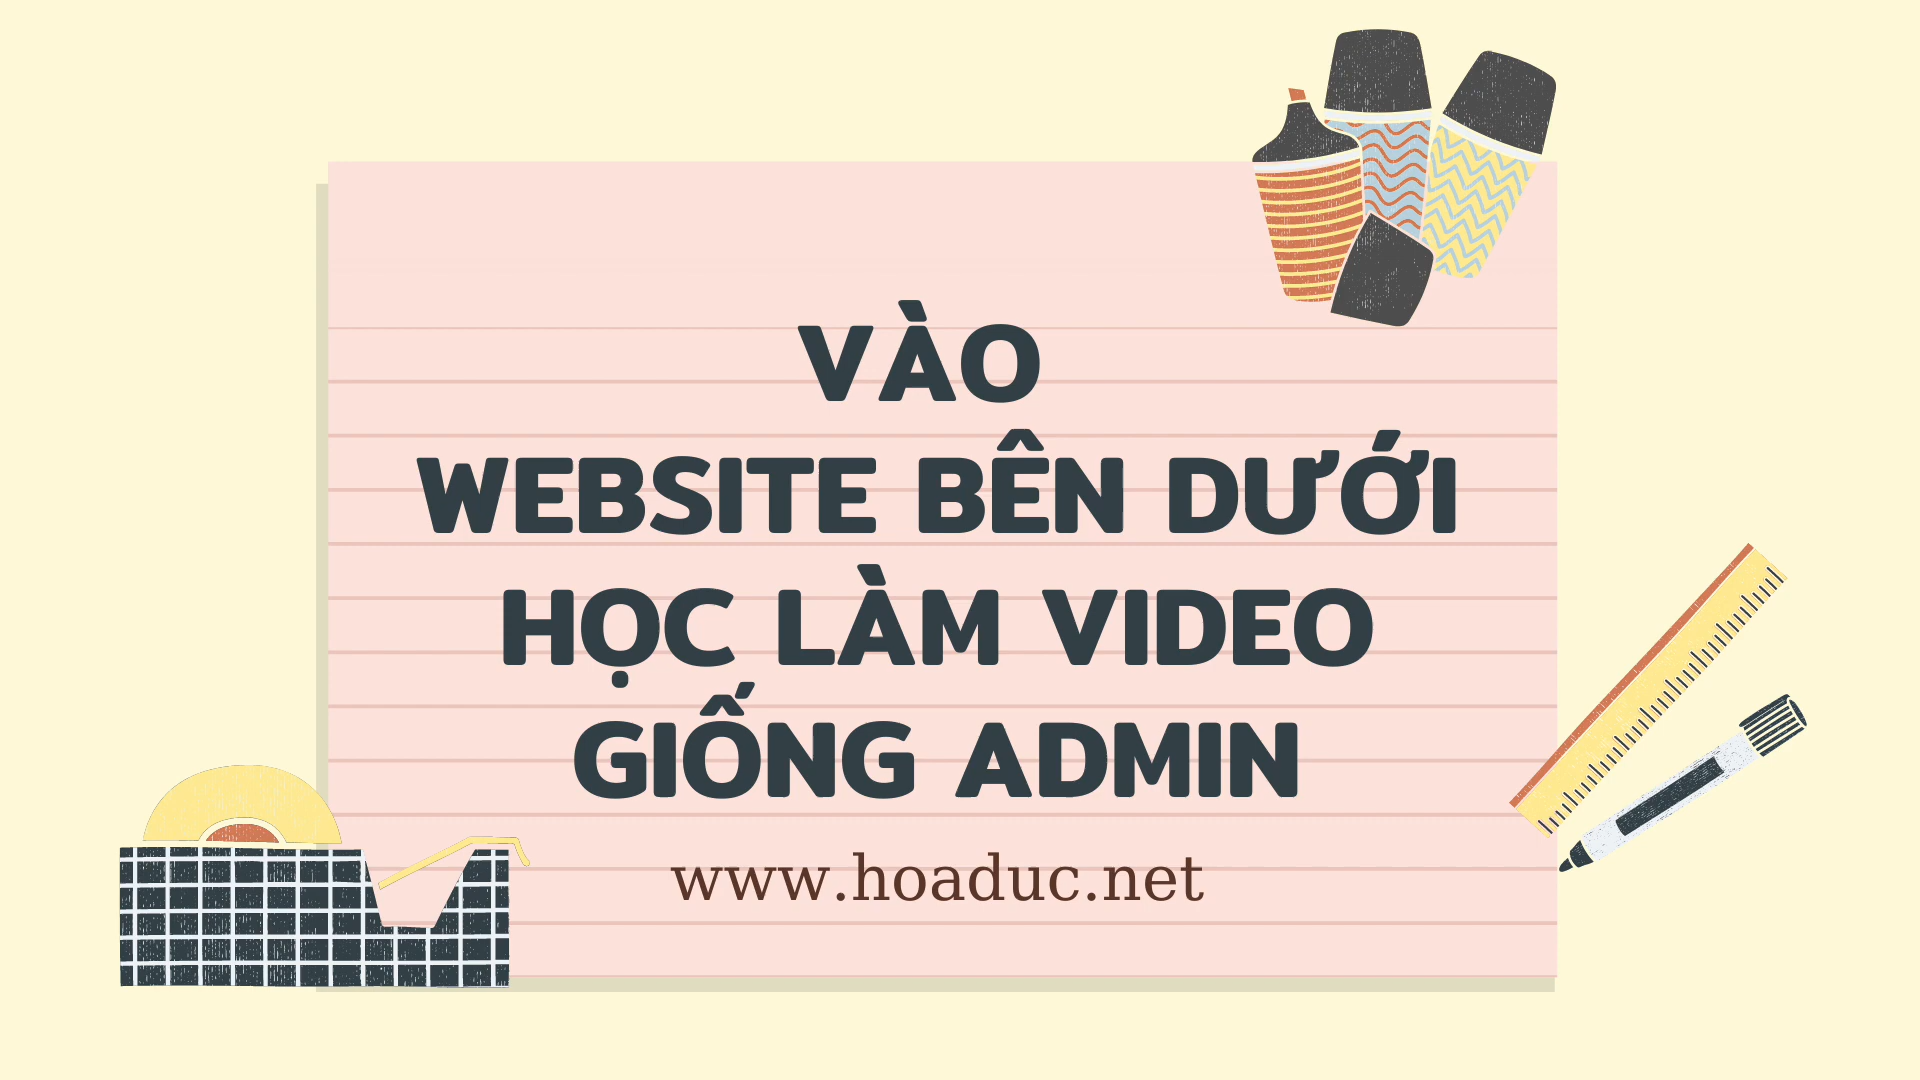 VÀO
WEBSITE BÊN DƯỚI
HỌC LÀM VIDEO
GIỐNG ADMIN
www.hoaduc.net